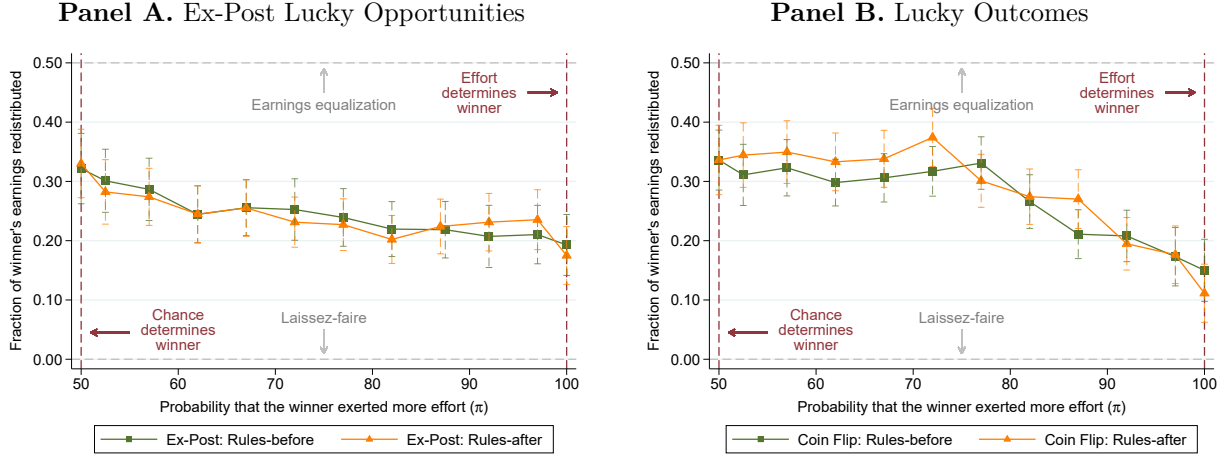 Panel A. Ex-Post Lucky Opportunities
Fraction of winner's earnings redistributed
0.50
0.40
0.30
0.20
0.10
0.00
Earnings equalization
Effort
determines
winner
Chance
determines
winner
Laissez-faire
50
60
70
80
90
100
Probability that the winner exerted more effort (π)
Ex-Post: Rules-before
Ex-Post: Rules-after
Panel B. Lucky Outcomes
Fraction of winner's earnings redistributed
0.50
0.40
0.30
0.20
0.10
0.00
Earnings equalization
Effort
determines
winner
Chance
determines
winner
Laissez-faire
50
60
70
80
90
100
Probability that the winner exerted more effort (π)
Coin Flip: Rules-before
Coin Flip: Rules-after